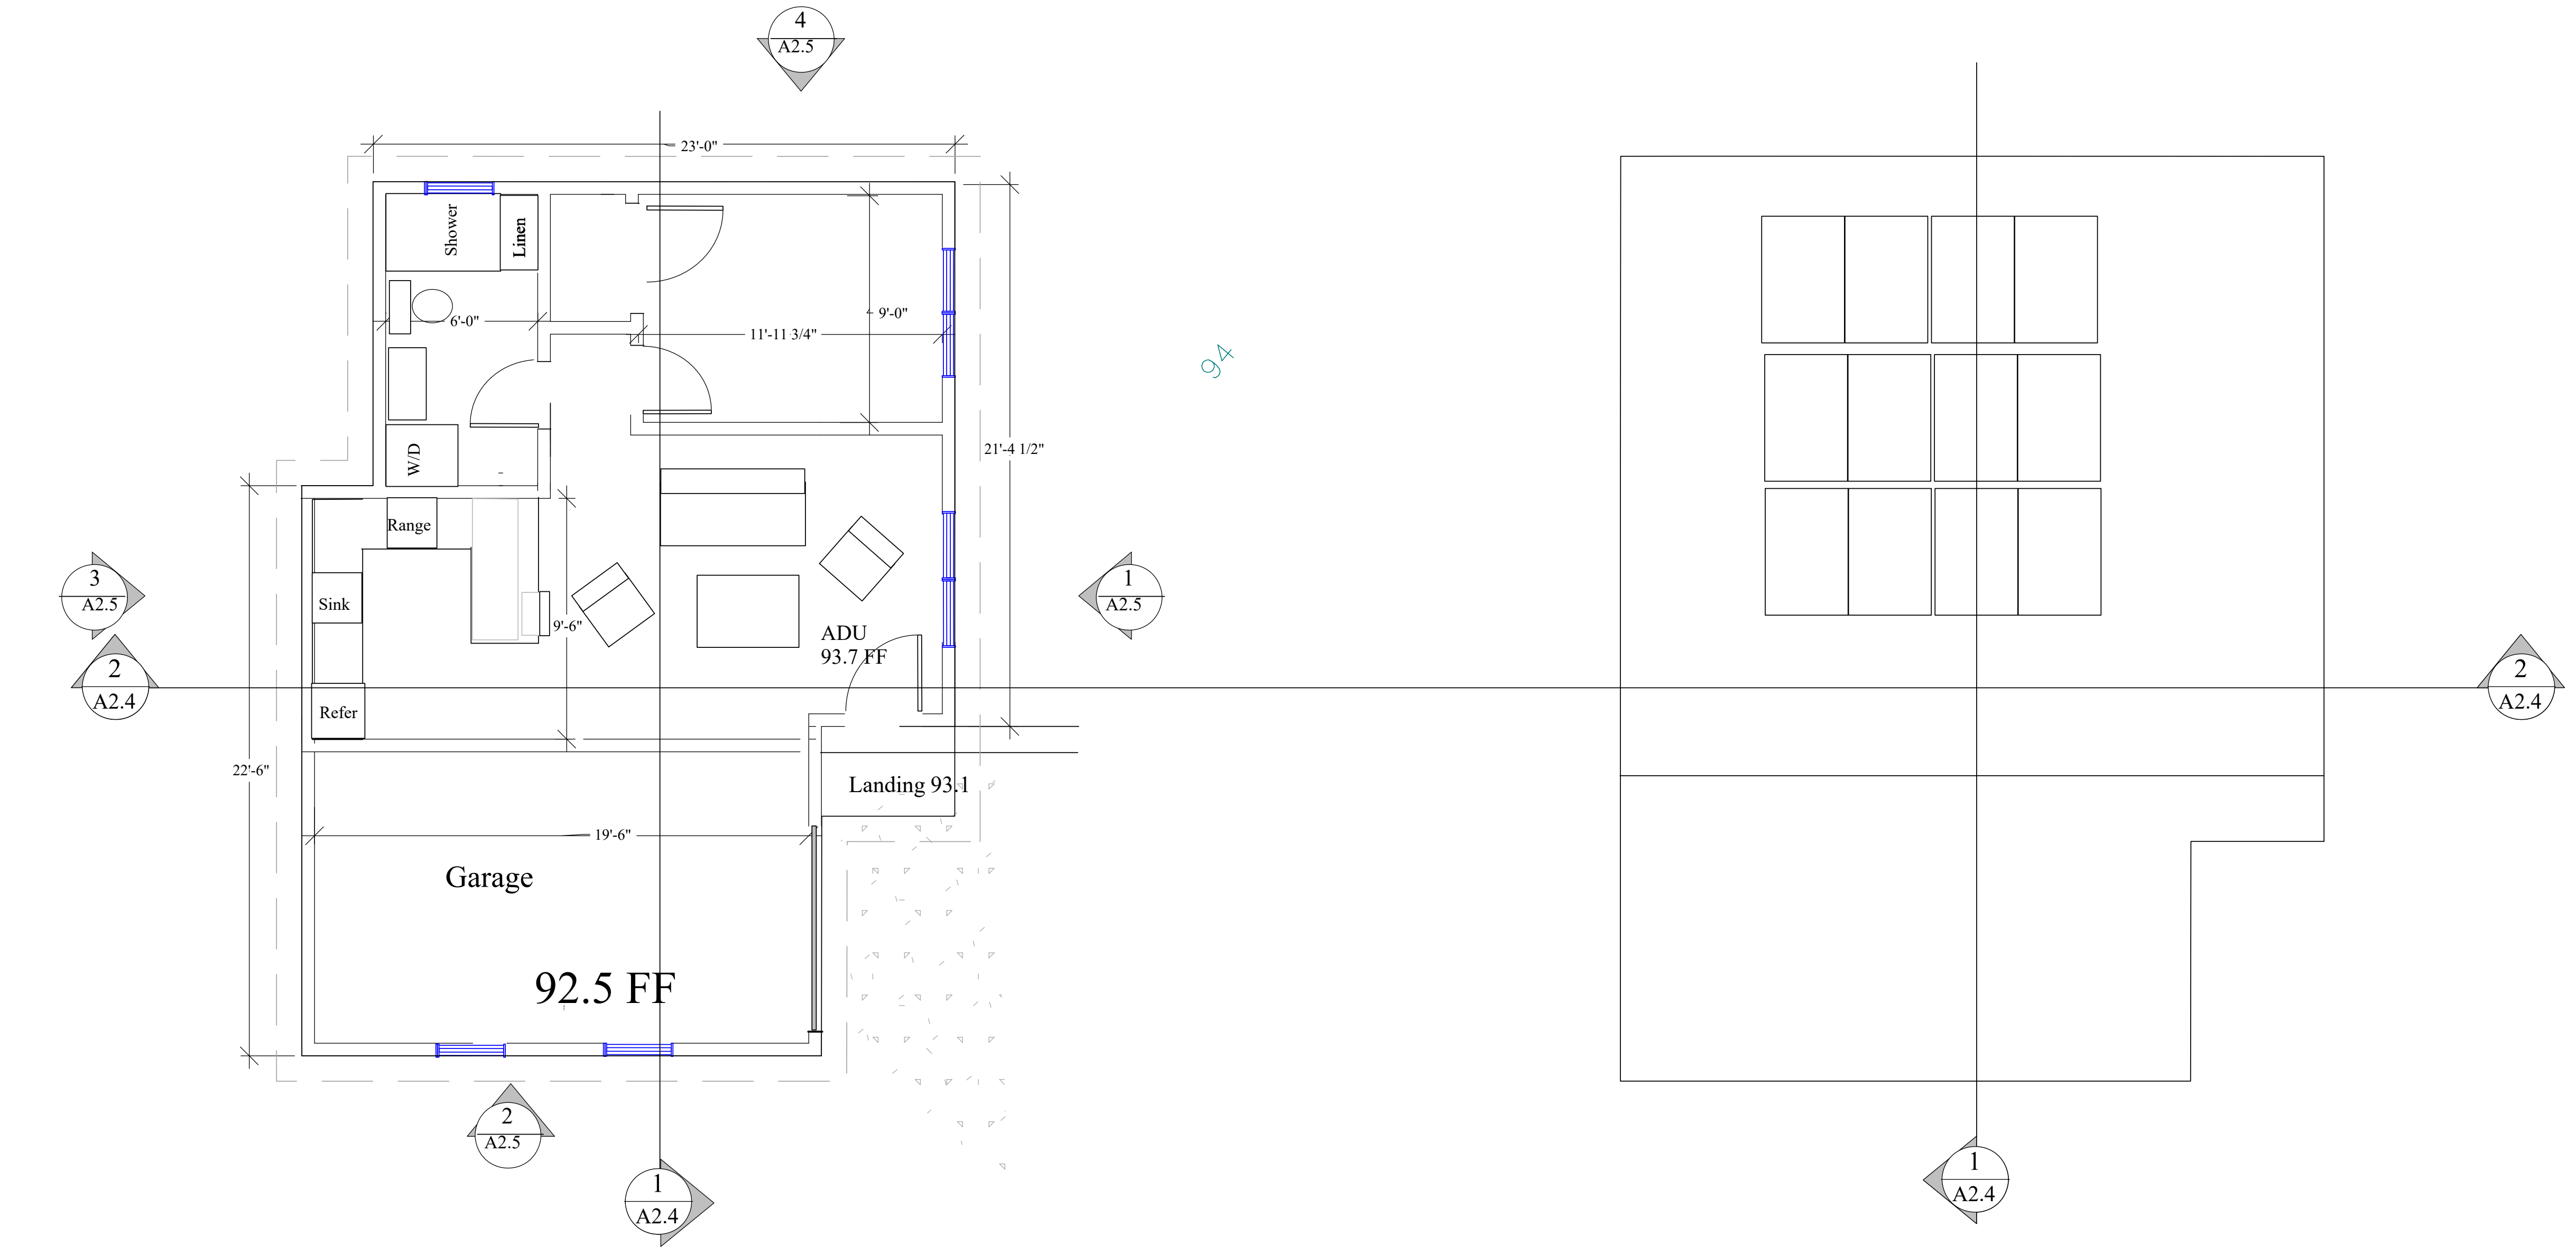 4
A2.5
23'-0"
Shower
Linen
6'-0"
11'-11 3/4"
9'-0"
94
W/D
21'-4 1/2"
Range
3
A2.5
Sink
9'-6"
1
A2.5
ADU
93.7 FF
2
A2.4
Refer
2
A2.4
22'-6"
Landing 93.1
19'-6"
Garage
92.5 FF
2
A2.5
1
A2.4
1
A2.4